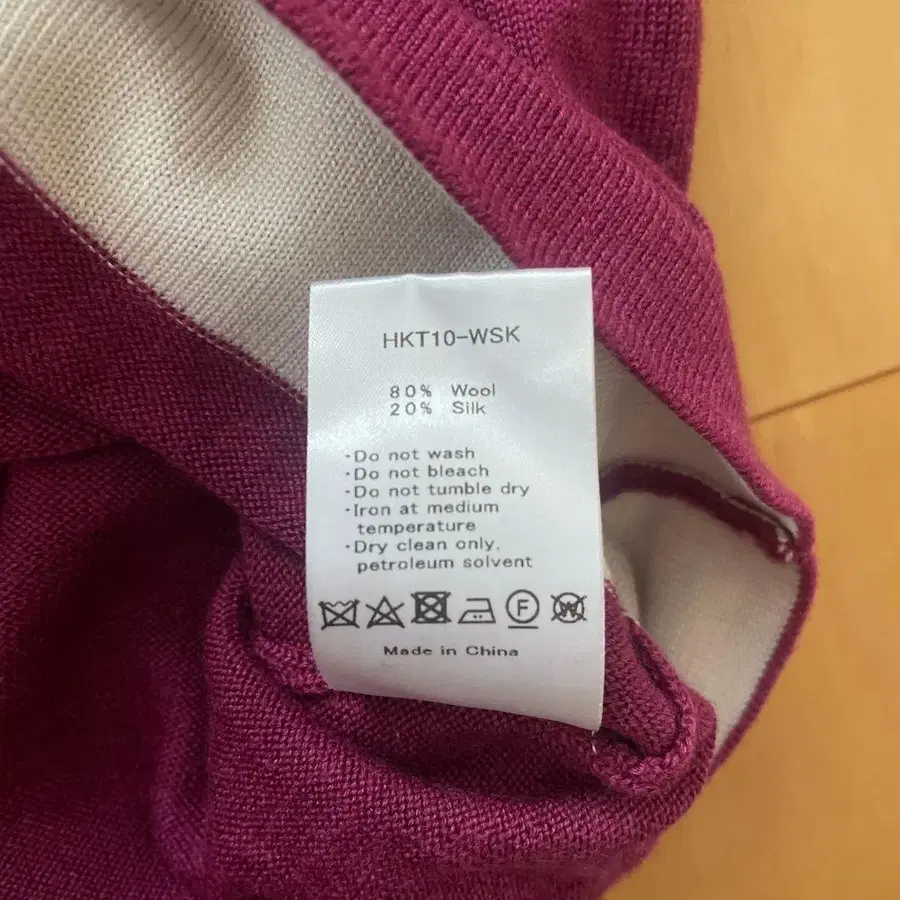 HKT10-WSK
80% Wool
20% Silk
·Do not wash
·Do not bleach
·Do not tumble dry
·Iron at medium
temperature
·Dry clean only,
petroleum solvent
F W
Made in China